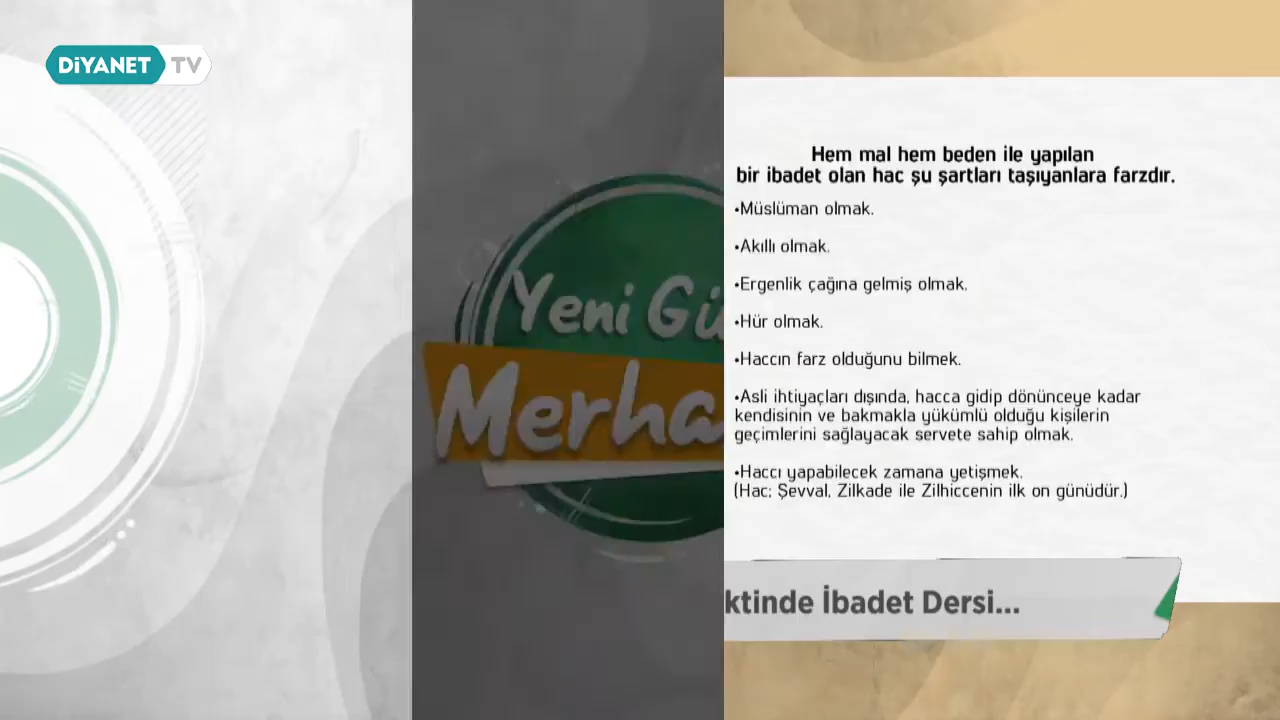 DİYANET TV
Yeni Gü
Merha
Hem mal hem beden ile yapılan
bir ibadet olan hac şu şartları taşıyanlara farzdır.
•Müslüman olmak.
•Akıllı olmak.
•Ergenlik çağına gelmiş olmak.
•Hür olmak.
•Haccın farz olduğunu bilmek.
•Asli ihtiyaçları dışında, hacca gidip dönünceye kadar
kendisinin ve bakmakla yükümlü olduğu kişilerin
geçimlerini sağlayacak servete sahip olmak.
•Haccı yapabilecek zamana yetişmek.
(Hac; Şevval, Zilkade ile Zilhiccenin ilk on günüdür.)
ktinde İbadet Dersi...